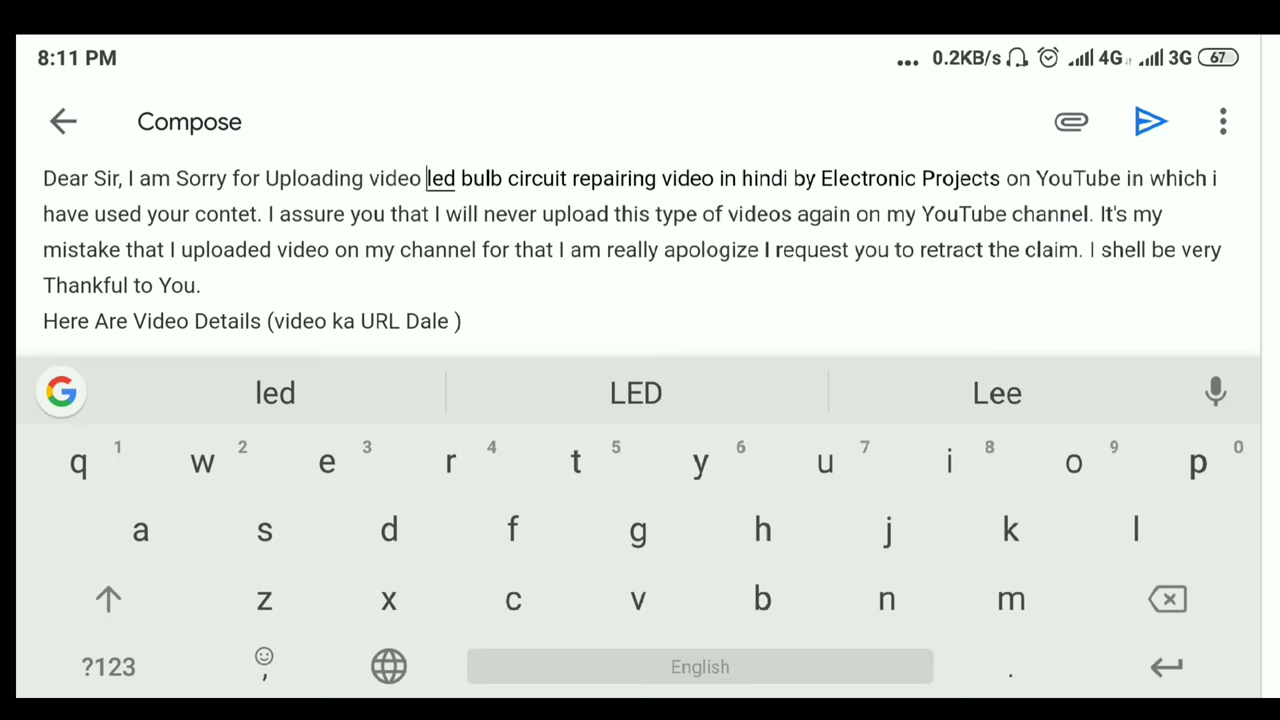 8:11 PM ... 0.2KB/s 4G 3G 67
Compose
Dear Sir, I am Sorry for Uploading video led bulb circuit repairing video in hindi by Electronic Projects on YouTube in which i
have used your contet. I assure you that I will never upload this type of videos again on my YouTube channel. It's my
mistake that I uploaded video on my channel for that I am really apologize I request you to retract the claim. I shell be very
Thankful to You.
Here Are Video Details (video ka URL Dale )
G led LED Lee
q 1 w 2 e 3 r 4 t 5 y 6 u 7 i 8 o 9 p 0
a s d f g h j k l
z x c v b n m
?123 , English .